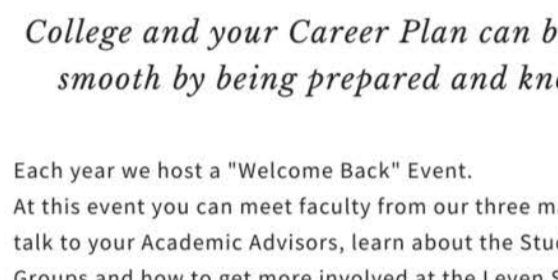 College and your Career Plan can b
smooth by being prepared and kn
Each year we host a "Welcome Back" Event.
At this event you can meet faculty from our three m
talk to your Academic Advisors, learn about the Stu
Groups and how to get more involved at the Leven S